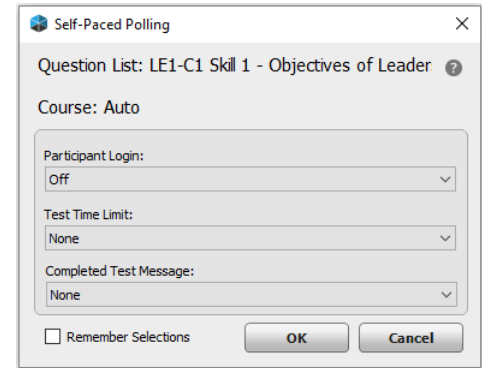 Self-Paced Polling
Question List: LE1-C1 Skill 1 - Objectives of Leader
?
Course: Auto
Participant Login:
Off
Test Time Limit:
None
Completed Test Message:
None
Remember Selections
OK
Cancel